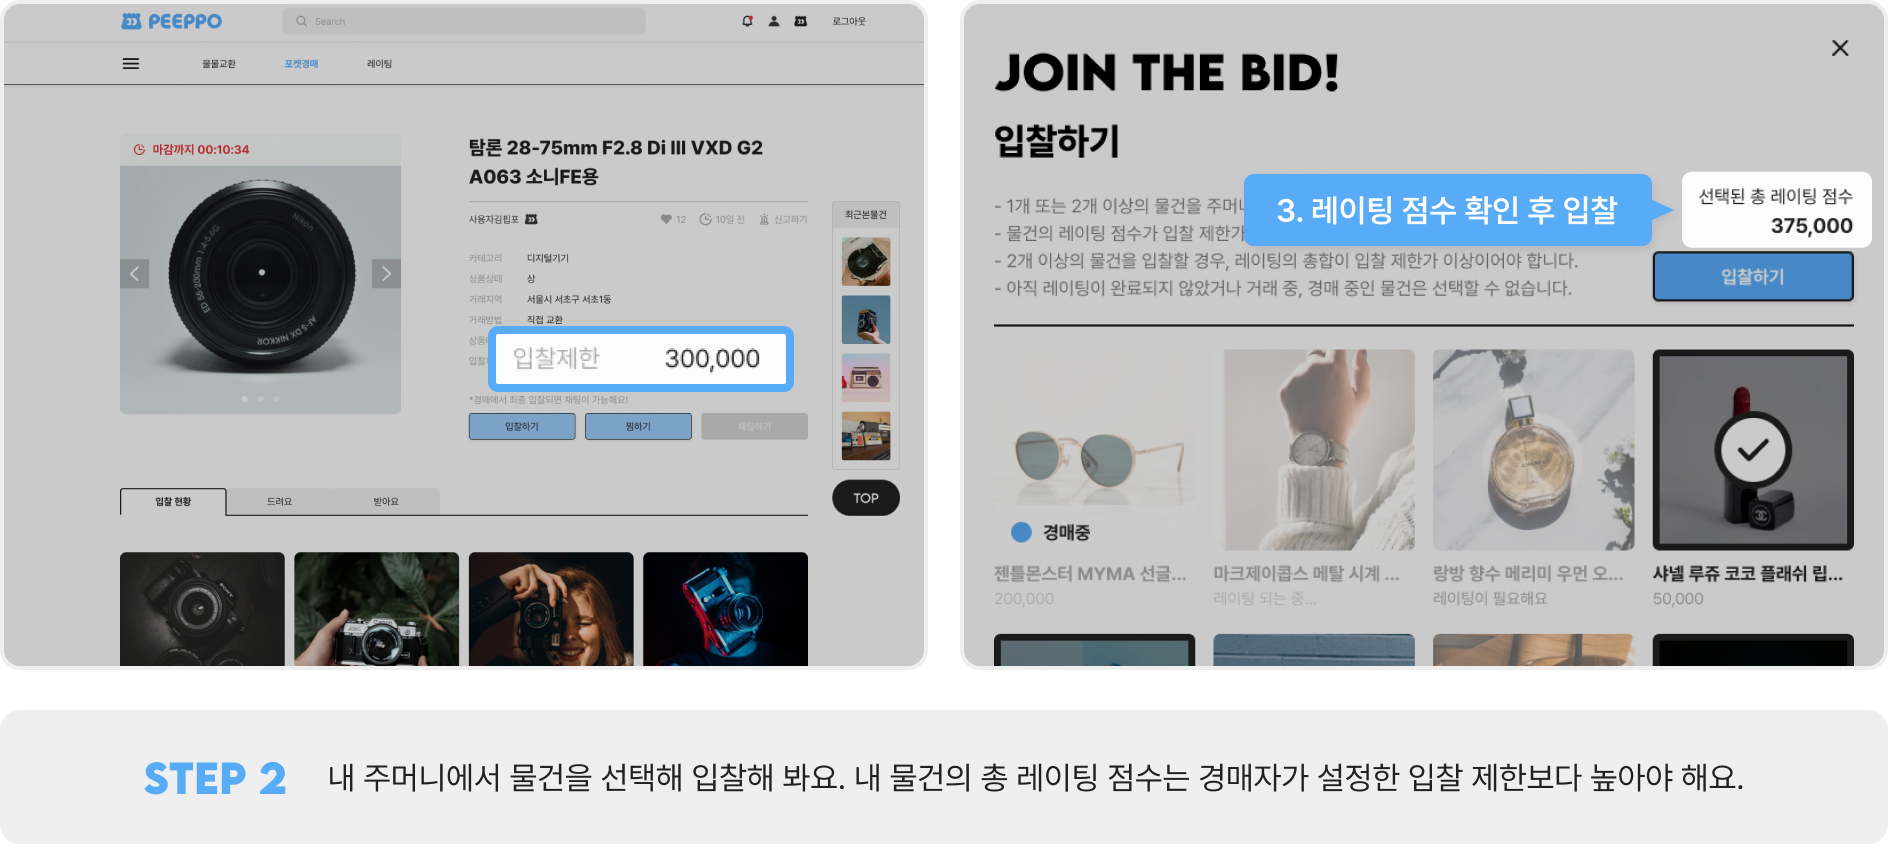 PEEPPO
Search
로그아웃
물물교환 포켓경매 레이팅
마감까지 00:10:34
ED 55-200mm 1:4-5.6G
Nikon
AF-S DX NIKKOR
탐론 28-75mm F2.8 Di III VXD G2
A063 소니FE용
사용자김핍포 12 10일 전 신고하기
카테고리 디지털기기
상품상태 상
거래지역 서울시 서초구 서초1동
거래방법 직접 교환
상품
입찰
입찰제한 300,000
*경매에서 최종 입찰되면 채팅이 가능해요!
입찰하기 찜하기 채팅하기
최근본물건
TOP
입찰 현황 드려요 받아요
JOIN THE BID!
입찰하기
- 1개 또는 2개 이상의 물건을 주머니
- 물건의 레이팅 점수가 입찰 제한가
- 2개 이상의 물건을 입찰할 경우, 레이팅의 총합이 입찰 제한가 이상이어야 합니다.
- 아직 레이팅이 완료되지 않았거나 거래 중, 경매 중인 물건은 선택할 수 없습니다.
3. 레이팅 점수 확인 후 입찰
선택된 총 레이팅 점수
375,000
입찰하기
경매중
젠틀몬스터 MYMA 선글...
200,000
마크제이콥스 메탈 시계 ...
레이팅 되는 중...
CHANEL
랑방 향수 메리미 우먼 오...
레이팅이 필요해요
샤넬 루쥬 코코 플래쉬 립...
50,000
STEP 2 내 주머니에서 물건을 선택해 입찰해 봐요. 내 물건의 총 레이팅 점수는 경매자가 설정한 입찰 제한보다 높아야 해요.